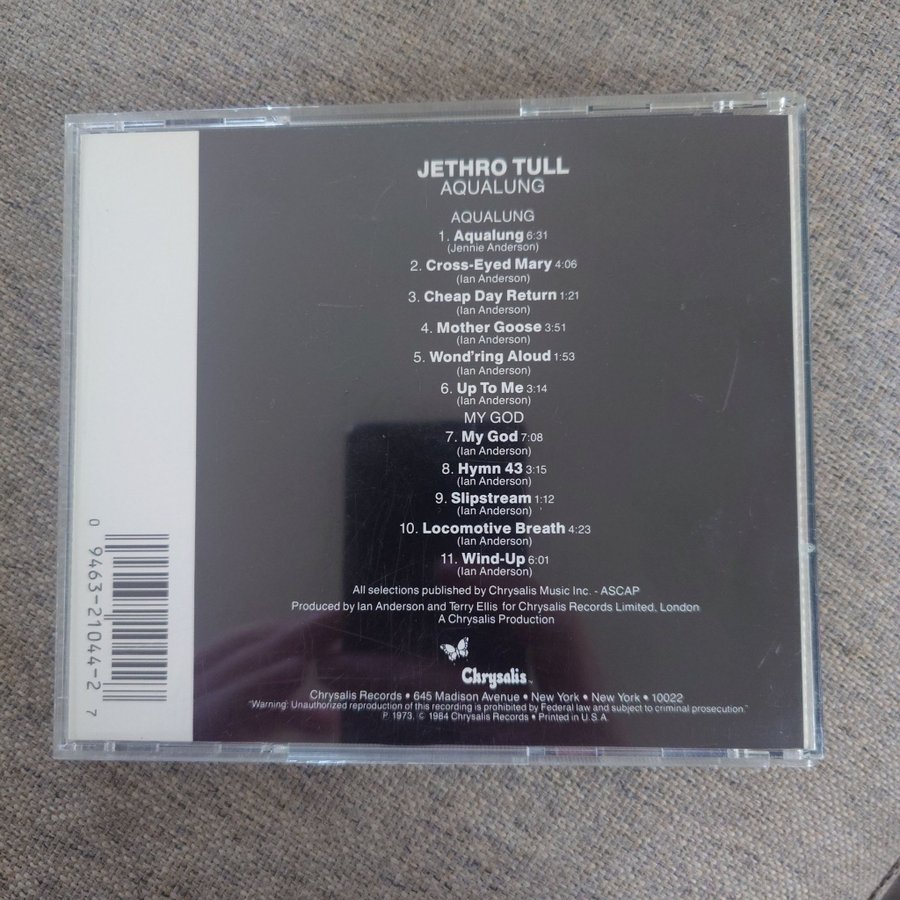 JETHRO TULL
AQUALUNG
AQUALUNG
1. Aqualung 6:31
(Jennie Anderson)
2. Cross-Eyed Mary 4:06
(Ian Anderson)
3. Cheap Day Return 1:21
(Ian Anderson)
4. Mother Goose 3:51
(Ian Anderson)
5. Wond'ring Aloud 1:53
(Ian Anderson)
6. Up To Me 3:14
(Ian Anderson)
MY GOD
7. My God 7:08
(Ian Anderson)
8. Hymn 43 3:15
(Ian Anderson)
9. Slipstream 1:12
(Ian Anderson)
10. Locomotive Breath 4:23
(Ian Anderson)
11. Wind-Up 6:01
(Ian Anderson)
All selections published by Chrysalis Music Inc. - ASCAP
Produced by Ian Anderson and Terry Ellis for Chrysalis Records Limited, London
A Chrysalis Production
Chrysalis
Chrysalis Records • 645 Madison Avenue • New York • New York • 10022
"Warning: Unauthorized reproduction of this recording is prohibited by Federal law and subject to criminal prosecution."
℗ 1973. © 1984 Chrysalis Records • Printed in U.S.A.
0 9463-21044-2 7